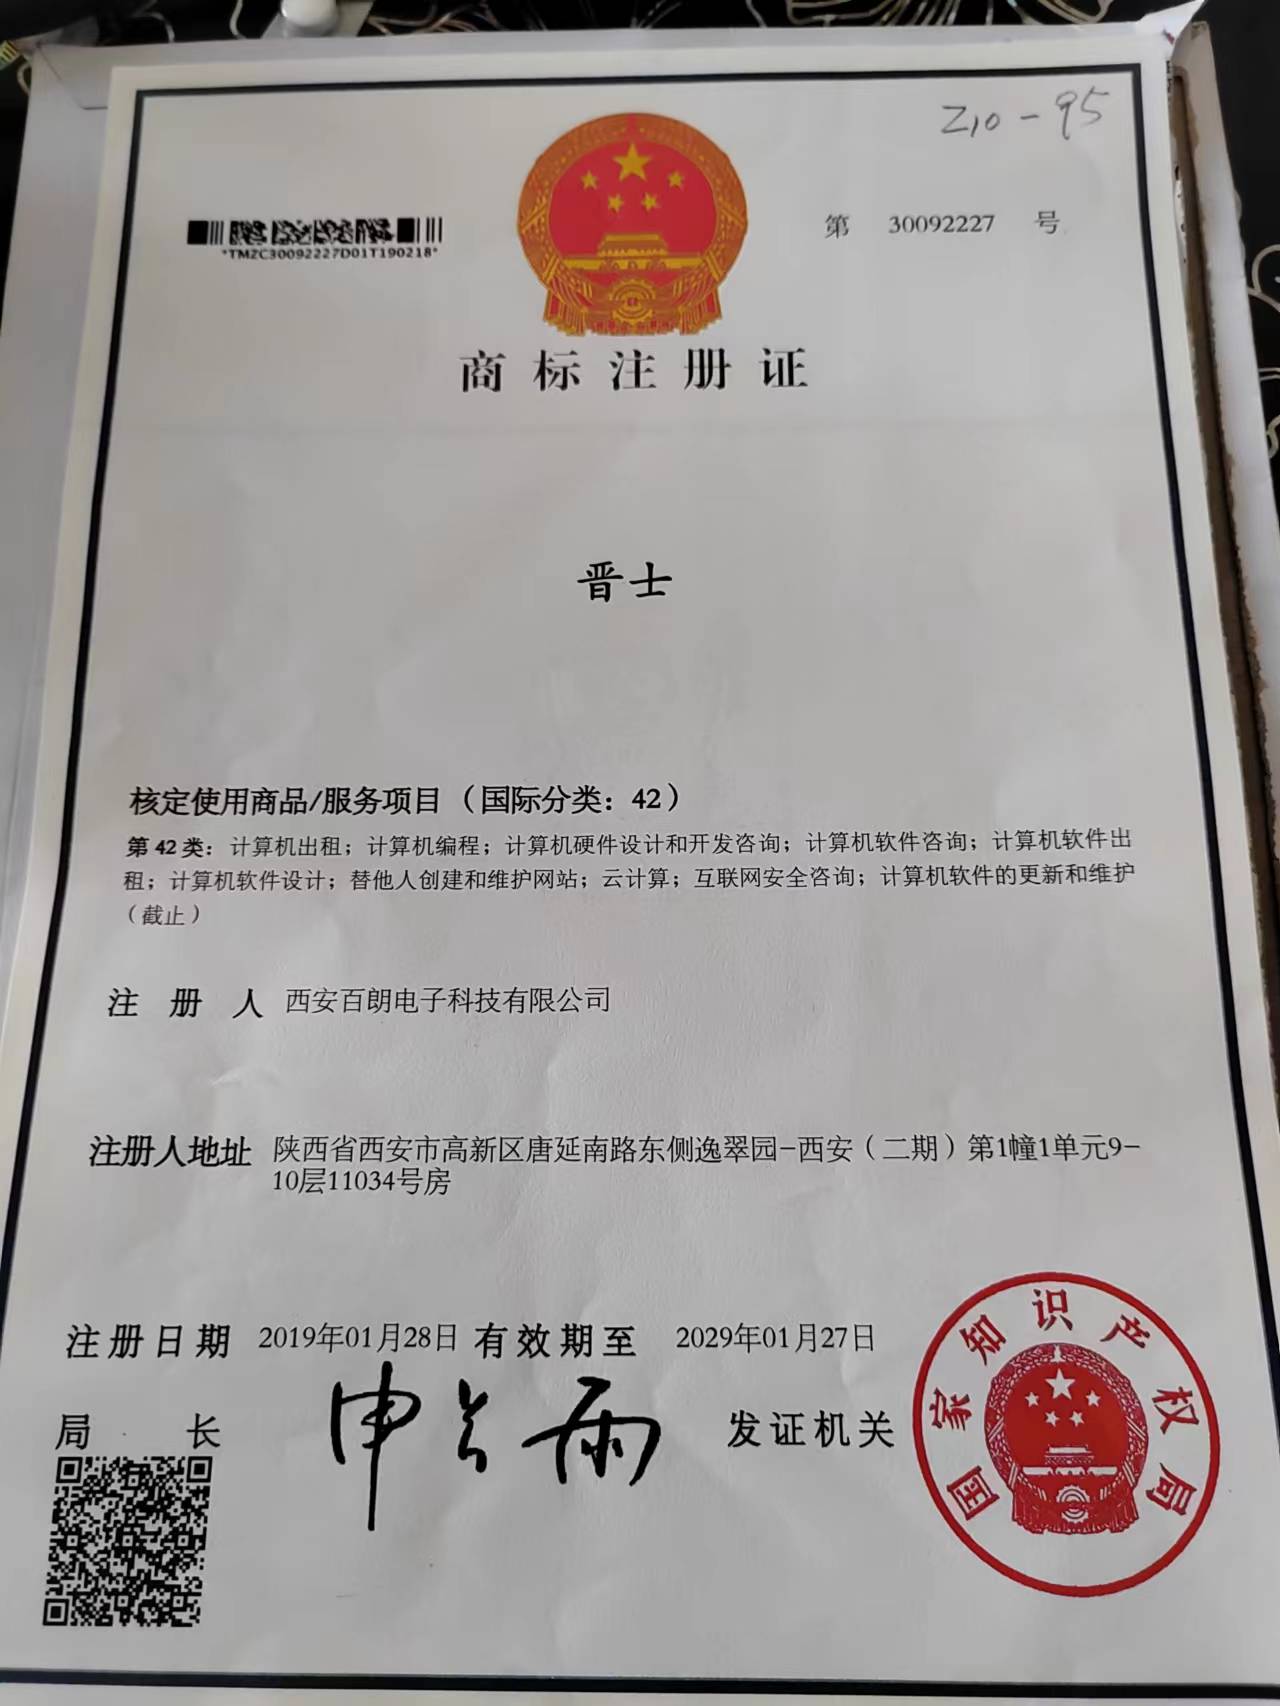 Z10-95
*TMZC30092227D01T190218*
第 30092227 号
商标注册证
晋士
核定使用商品/服务项目（国际分类：42）
第 42 类：计算机出租；计算机编程；计算机硬件设计和开发咨询；计算机软件咨询；计算机软件出
租；计算机软件设计；替他人创建和维护网站；云计算；互联网安全咨询；计算机软件的更新和维护
（截止）
注册人 西安百朗电子科技有限公司
注册人地址 陕西省西安市高新区唐延南路东侧逸翠园-西安（二期）第1幢1单元9-
10层11034号房
注册日期 2019年01月28日 有效期至 2029年01月27日
局长 申长雨 发证机关
国家知识产权局